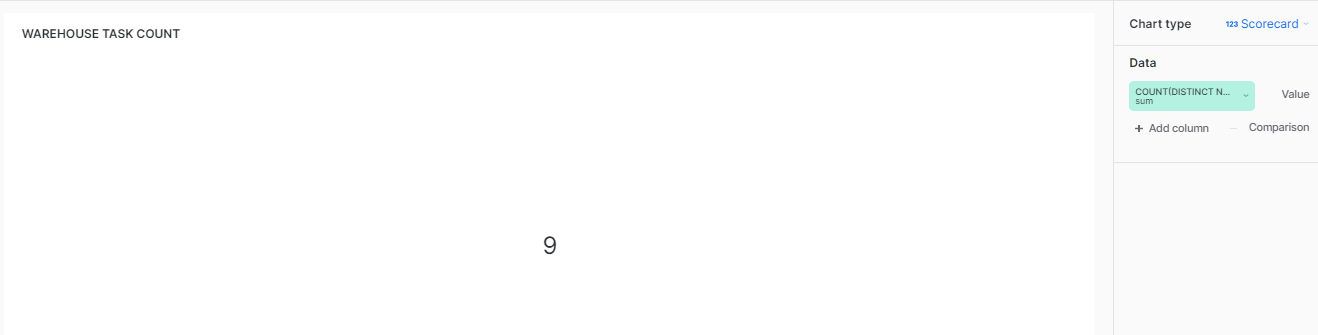 WAREHOUSE TASK COUNT
9
Chart type
123 Scorecard
Data
COUNT(DISTINCT N...
sum
Value
+ Add column
Comparison